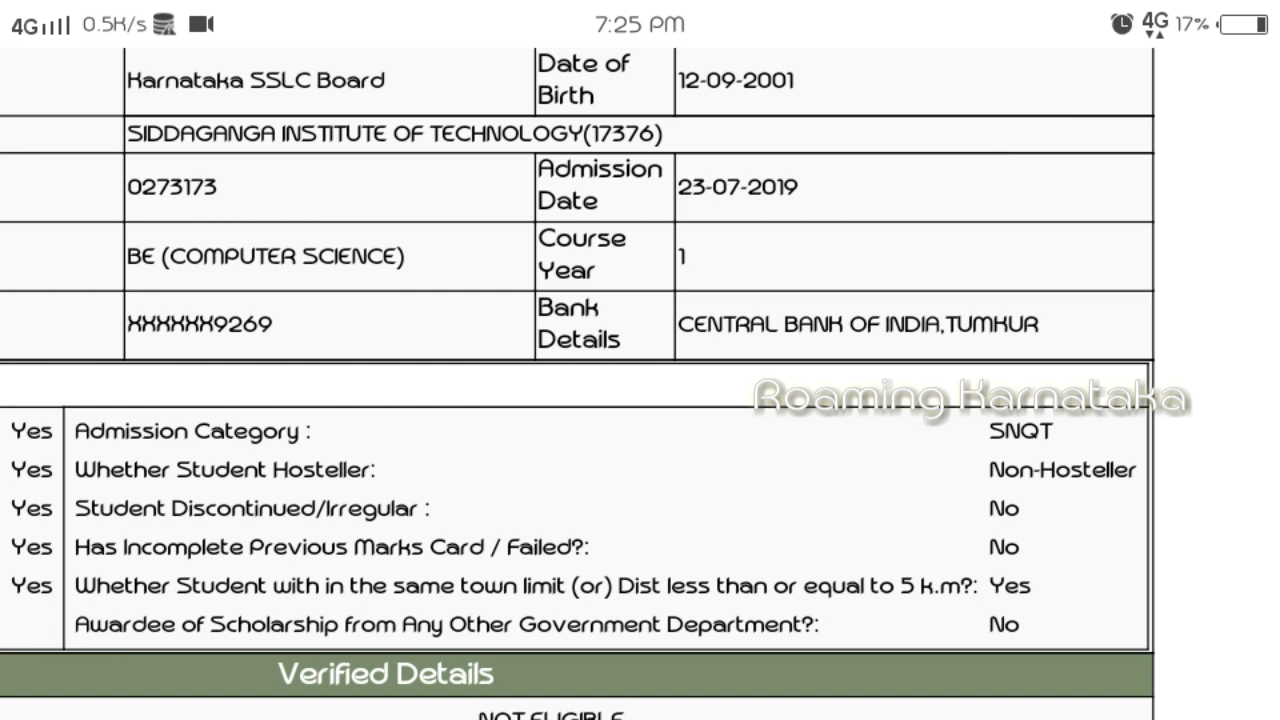 4G 0.5K/s 7:25 PM 4G 17%
Karnataka SSLC Board Date of Birth 12-09-2001
SIDDAGANGA INSTITUTE OF TECHNOLOGY(17376)
0273173 Admission Date 23-07-2019
BE (COMPUTER SCIENCE) Course Year 1
XXXXXX9269 Bank Details CENTRAL BANK OF INDIA,TUMKUR
Roaming Karnataka
Yes Admission Category : SNQT
Yes Whether Student Hosteller: Non-Hosteller
Yes Student Discontinued/Irregular : No
Yes Has Incomplete Previous Marks Card / Failed?: No
Yes Whether Student with in the same town limit (or) Dist less than or equal to 5 k.m?: Yes
Awardee of Scholarship from Any Other Government Department?: No
Verified Details
NOT ELIGIBLE